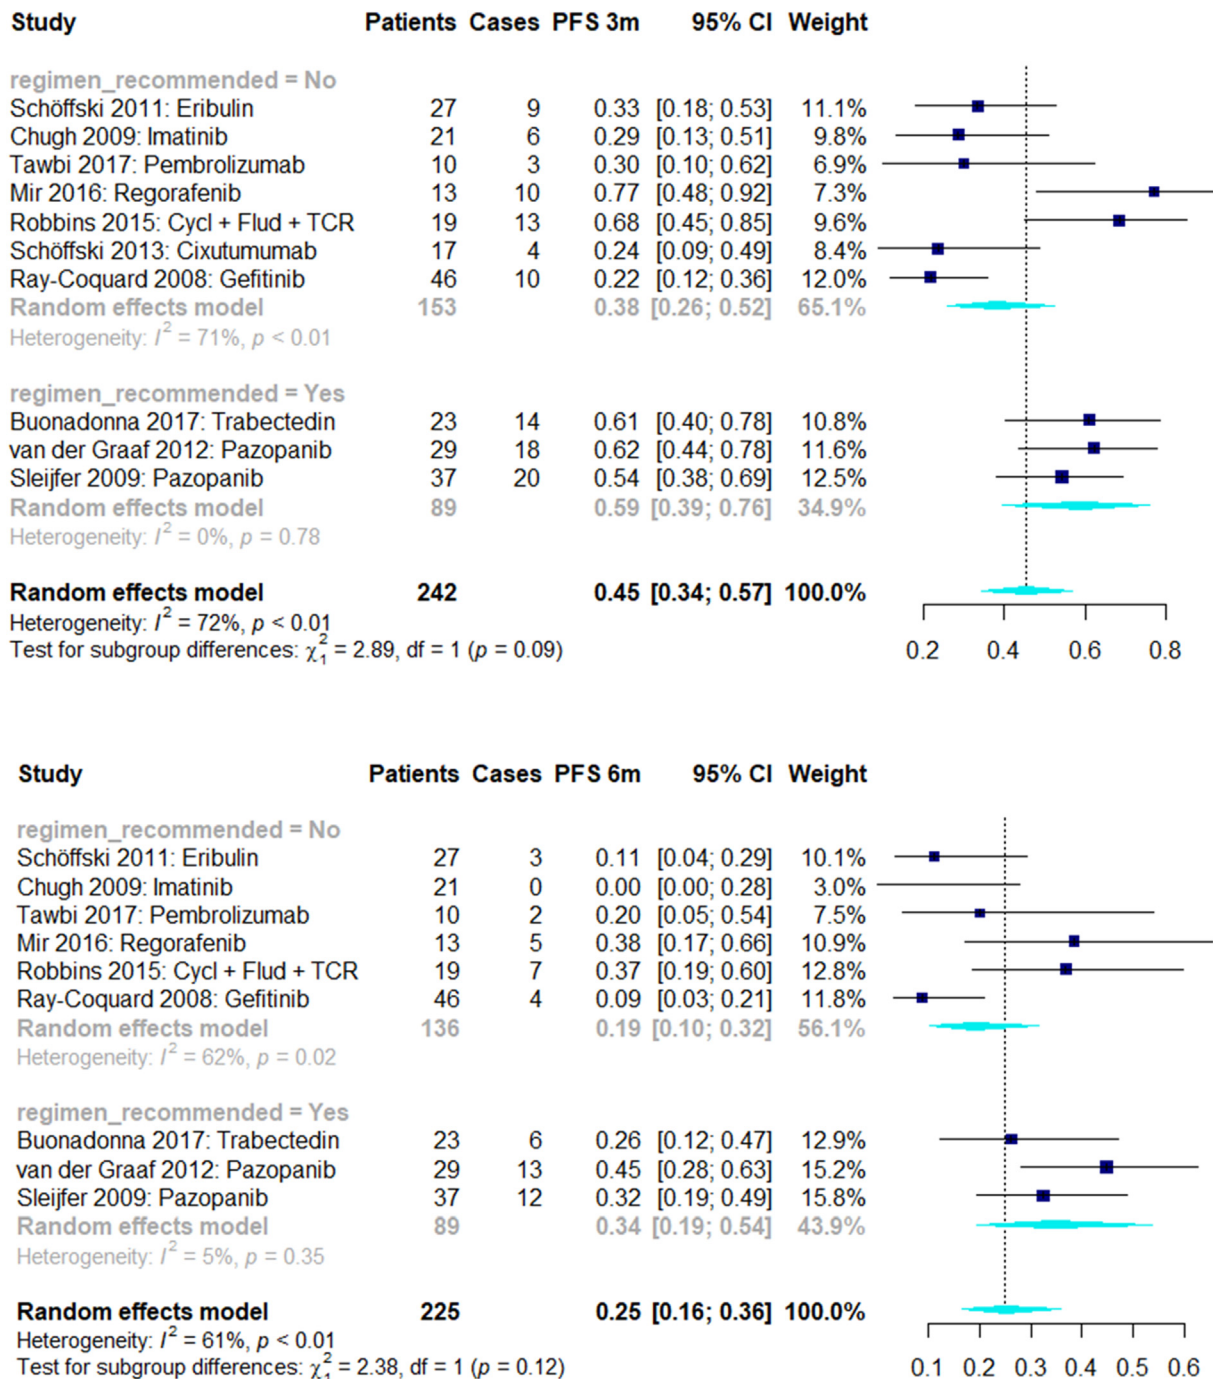 Study Patients Cases PFS 3m 95% CI Weight
regimen_recommended = No
Schöffski 2011: Eribulin 27 9 0.33 [0.18; 0.53] 11.1%
Chugh 2009: Imatinib 21 6 0.29 [0.13; 0.51] 9.8%
Tawbi 2017: Pembrolizumab 10 3 0.30 [0.10; 0.62] 6.9%
Mir 2016: Regorafenib 13 10 0.77 [0.48; 0.92] 7.3%
Robbins 2015: Cycl + Flud + TCR 19 13 0.68 [0.45; 0.85] 9.6%
Schöffski 2013: Cixutumumab 17 4 0.24 [0.09; 0.49] 8.4%
Ray-Coquard 2008: Gefitinib 46 10 0.22 [0.12; 0.36] 12.0%
Random effects model 153 0.38 [0.26; 0.52] 65.1%
Heterogeneity: I² = 71%, p < 0.01
regimen_recommended = Yes
Buonadonna 2017: Trabectedin 23 14 0.61 [0.40; 0.78] 10.8%
van der Graaf 2012: Pazopanib 29 18 0.62 [0.44; 0.78] 11.6%
Sleijfer 2009: Pazopanib 37 20 0.54 [0.38; 0.69] 12.5%
Random effects model 89 0.59 [0.39; 0.76] 34.9%
Heterogeneity: I² = 0%, p = 0.78
Random effects model 242 0.45 [0.34; 0.57] 100.0%
Heterogeneity: I² = 72%, p < 0.01
Test for subgroup differences: χ₁² = 2.89, df = 1 (p = 0.09)
0.2 0.4 0.6 0.8
Study Patients Cases PFS 6m 95% CI Weight
regimen_recommended = No
Schöffski 2011: Eribulin 27 3 0.11 [0.04; 0.29] 10.1%
Chugh 2009: Imatinib 21 0 0.00 [0.00; 0.28] 3.0%
Tawbi 2017: Pembrolizumab 10 2 0.20 [0.05; 0.54] 7.5%
Mir 2016: Regorafenib 13 5 0.38 [0.17; 0.66] 10.9%
Robbins 2015: Cycl + Flud + TCR 19 7 0.37 [0.19; 0.60] 12.8%
Ray-Coquard 2008: Gefitinib 46 4 0.09 [0.03; 0.21] 11.8%
Random effects model 136 0.19 [0.10; 0.32] 56.1%
Heterogeneity: I² = 62%, p = 0.02
regimen_recommended = Yes
Buonadonna 2017: Trabectedin 23 6 0.26 [0.12; 0.47] 12.9%
van der Graaf 2012: Pazopanib 29 13 0.45 [0.28; 0.63] 15.2%
Sleijfer 2009: Pazopanib 37 12 0.32 [0.19; 0.49] 15.8%
Random effects model 89 0.34 [0.19; 0.54] 43.9%
Heterogeneity: I² = 5%, p = 0.35
Random effects model 225 0.25 [0.16; 0.36] 100.0%
Heterogeneity: I² = 61%, p < 0.01
Test for subgroup differences: χ₁² = 2.38, df = 1 (p = 0.12)
0.1 0.2 0.3 0.4 0.5 0.6